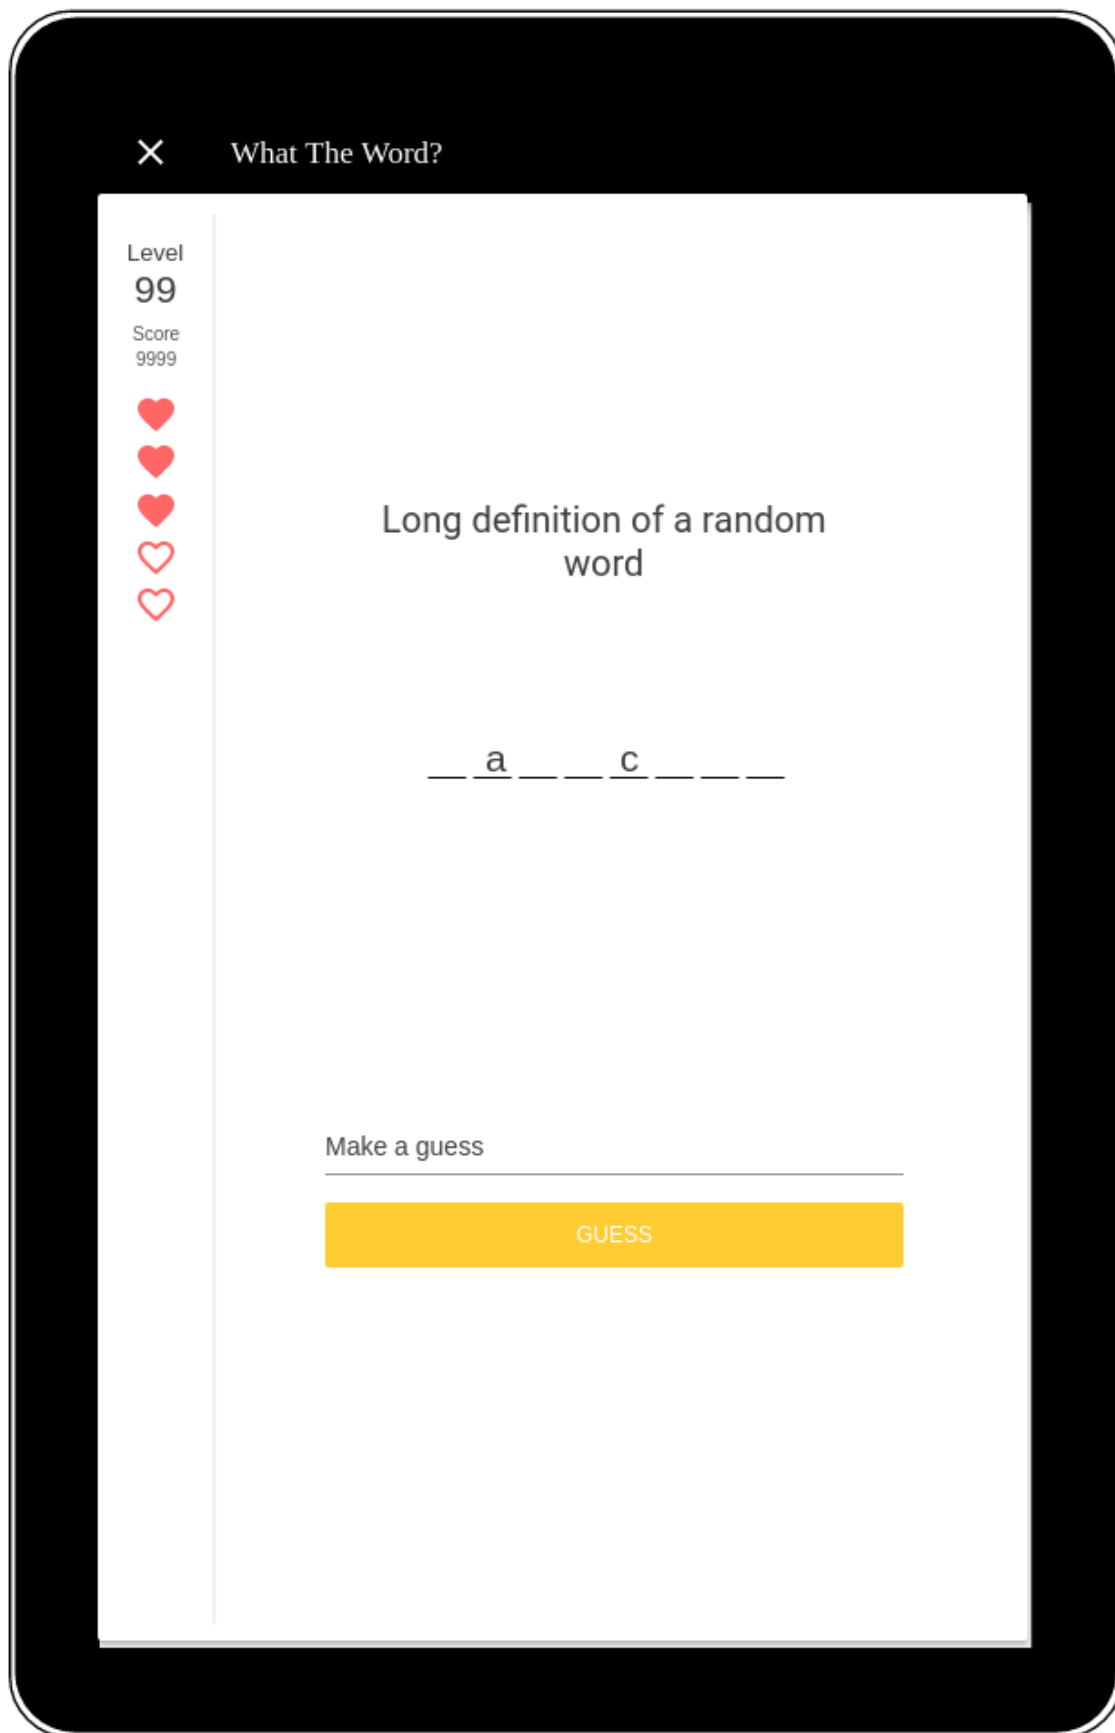 What The Word?
Level
99
Score
9999
Long definition of a random
word
_ a _ _ c _ _ _
Make a guess
GUESS